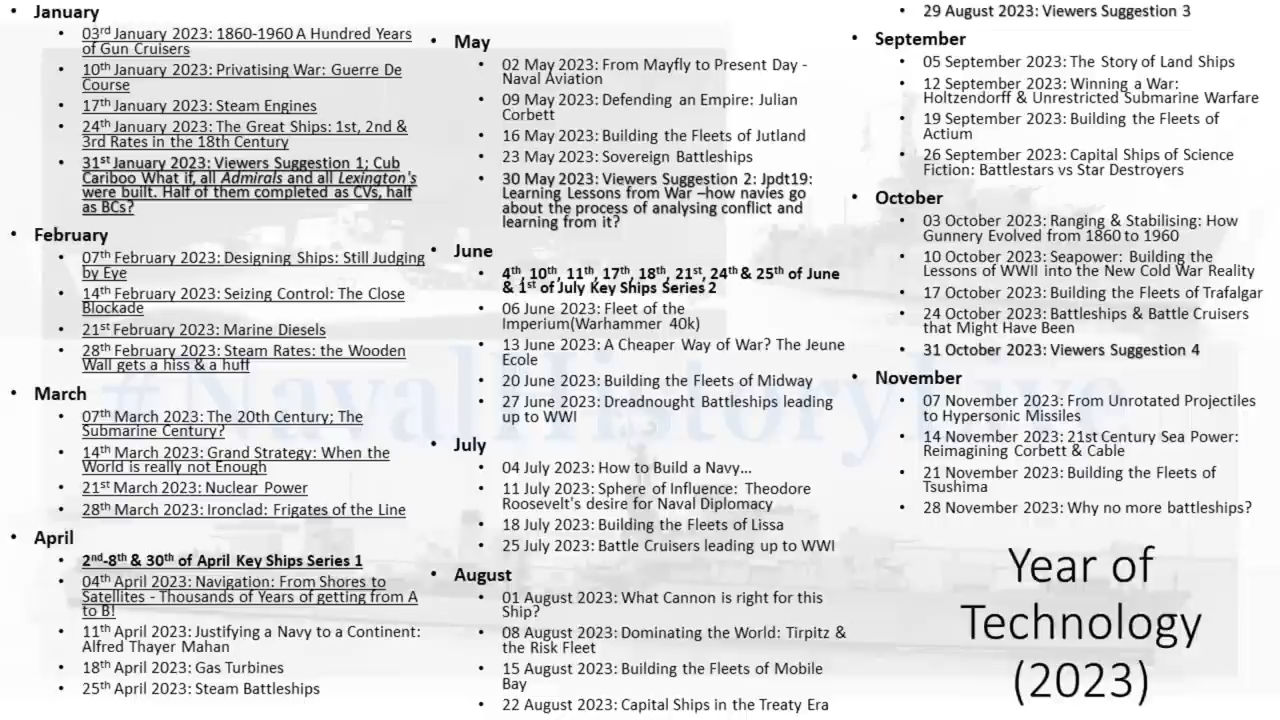 January
03rd January 2023: 1860-1960 A Hundred Years
of Gun Cruisers
10th January 2023: Privatising War: Guerre De
Course
17th January 2023: Steam Engines
24th January 2023: The Great Ships: 1st, 2nd &
3rd Rates in the 18th Century
31st January 2023: Viewers Suggestion 1; Cub
Cariboo What if, all Admirals and all Lexington's
were built. Half of them completed as CVs, half
as BCs?
February
07th February 2023: Designing Ships: Still Judging
by Eye
14th February 2023: Seizing Control: The Close
Blockade
21st February 2023: Marine Diesels
28th February 2023: Steam Rates: the Wooden
Wall gets a hiss & a huff
March
07th March 2023: The 20th Century; The
Submarine Century?
14th March 2023: Grand Strategy: When the
World is really not Enough
21st March 2023: Nuclear Power
28th March 2023: Ironclad: Frigates of the Line
April
2nd-8th & 30th of April Key Ships Series 1
04th April 2023: Navigation: From Shores to
Satellites - Thousands of Years of getting from A
to B!
11th April 2023: Justifying a Navy to a Continent:
Alfred Thayer Mahan
18th April 2023: Gas Turbines
25th April 2023: Steam Battleships
May
02 May 2023: From Mayfly to Present Day -
Naval Aviation
09 May 2023: Defending an Empire: Julian
Corbett
16 May 2023: Building the Fleets of Jutland
23 May 2023: Sovereign Battleships
30 May 2023: Viewers Suggestion 2: Jpdt19:
Learning Lessons from War –how navies go
about the process of analysing conflict and
learning from it?
June
4th, 10th, 11th, 17th, 18th, 21st, 24th & 25th of June
& 1st of July Key Ships Series 2
06 June 2023: Fleet of the
Imperium(Warhammer 40k)
13 June 2023: A Cheaper Way of War? The Jeune
Ecole
20 June 2023: Building the Fleets of Midway
27 June 2023: Dreadnought Battleships leading
up to WWI
July
04 July 2023: How to Build a Navy...
11 July 2023: Sphere of Influence: Theodore
Roosevelt's desire for Naval Diplomacy
18 July 2023: Building the Fleets of Lissa
25 July 2023: Battle Cruisers leading up to WWI
August
01 August 2023: What Cannon is right for this
Ship?
08 August 2023: Dominating the World: Tirpitz &
the Risk Fleet
15 August 2023: Building the Fleets of Mobile
Bay
22 August 2023: Capital Ships in the Treaty Era
29 August 2023: Viewers Suggestion 3
September
05 September 2023: The Story of Land Ships
12 September 2023: Winning a War:
Holtzendorff & Unrestricted Submarine Warfare
19 September 2023: Building the Fleets of
Actium
26 September 2023: Capital Ships of Science
Fiction: Battlestars vs Star Destroyers
October
03 October 2023: Ranging & Stabilising: How
Gunnery Evolved from 1860 to 1960
10 October 2023: Seapower: Building the
Lessons of WWII into the New Cold War Reality
17 October 2023: Building the Fleets of Trafalgar
24 October 2023: Battleships & Battle Cruisers
that Might Have Been
31 October 2023: Viewers Suggestion 4
November
07 November 2023: From Unrotated Projectiles
to Hypersonic Missiles
14 November 2023: 21st Century Sea Power:
Reimagining Corbett & Cable
21 November 2023: Building the Fleets of
Tsushima
28 November 2023: Why no more battleships?
Year of
Technology
(2023)
#NavalHistoryLive